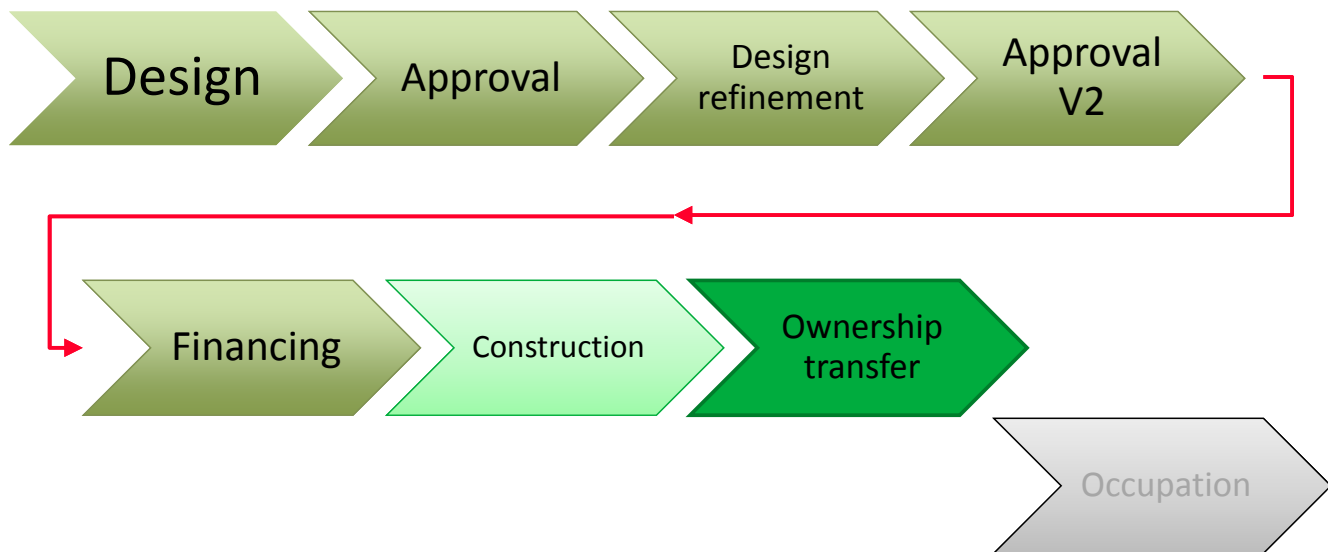 Design
Approval
Design
refinement
Approval
V2
Financing
Construction
Ownership
transfer
Occupation